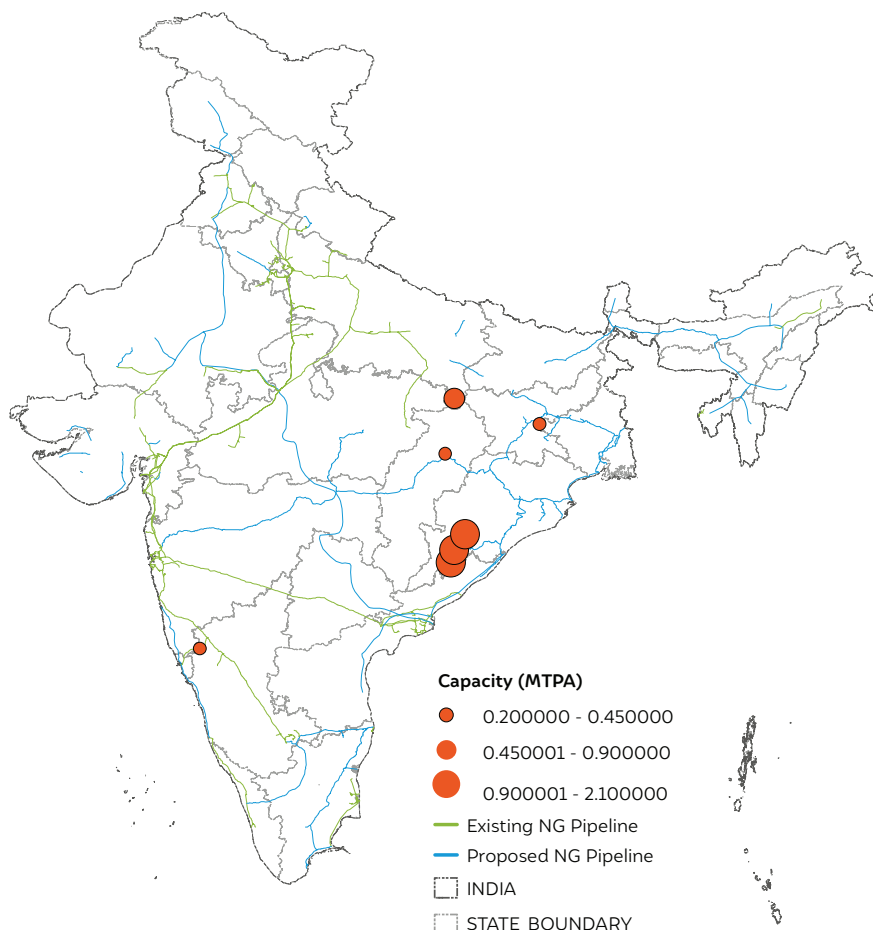 Capacity (MTPA)
0.200000 - 0.450000
0.450001 - 0.900000
0.900001 - 2.100000
Existing NG Pipeline
Proposed NG Pipeline
INDIA
STATE BOUNDARY